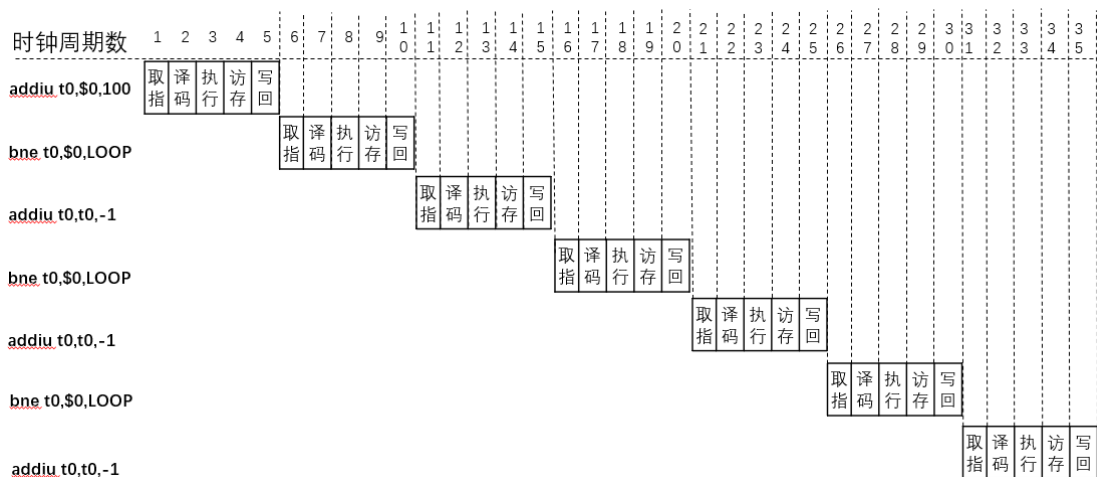 时钟周期数 1 2 3 4 5 6 7 8 9 10 11 12 13 14 15 16 17 18 19 20 21 22 23 24 25 26 27 28 29 30 31 32 33 34 35
addiu t0,$0,100 取指 译码 执行 访存 写回
bne t0,$0,LOOP 取指 译码 执行 访存 写回
addiu t0,t0,-1 取指 译码 执行 访存 写回
bne t0,$0,LOOP 取指 译码 执行 访存 写回
addiu t0,t0,-1 取指 译码 执行 访存 写回
bne t0,$0,LOOP 取指 译码 执行 访存 写回
addiu t0,t0,-1 取指 译码 执行 访存 写回